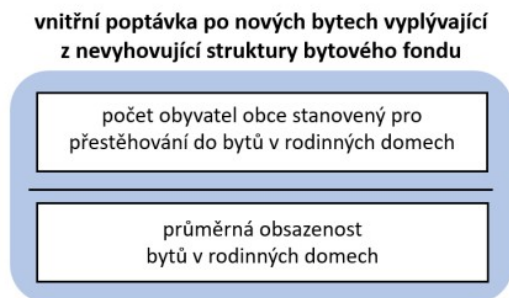 vnitřní poptávka po nových bytech vyplývající
z nevyhovující struktury bytového fondu
počet obyvatel obce stanovený pro
přestěhování do bytů v rodinných domech
průměrná obsazenost
bytů v rodinných domech